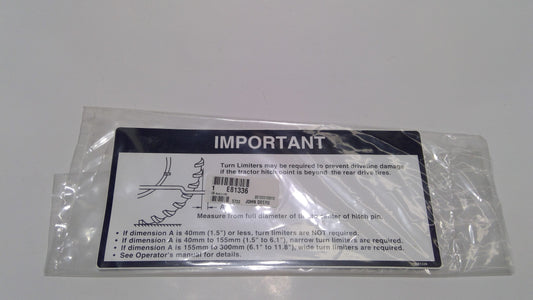 IMPORTANT
Turn Limiters may be required to prevent driveline damage
if the tractor hitch point is beyond the rear drive tires.
1 E81336
JOHN DEERE
A
Measure from full diameter of tire to center of hitch pin.
• If dimension A is 40mm (1.5") or less, turn limiters are NOT required.
• If dimension A is 40mm to 155mm (1.5" to 6.1"), narrow turn limiters are required.
• If dimension A is 155mm to 300mm (6.1" to 11.8"), wide turn limiters are required.
• See Operator's manual for details.